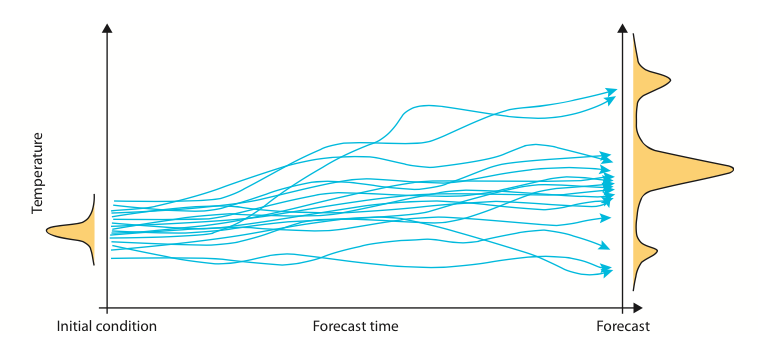 Temperature
Initial condition
Forecast time
Forecast